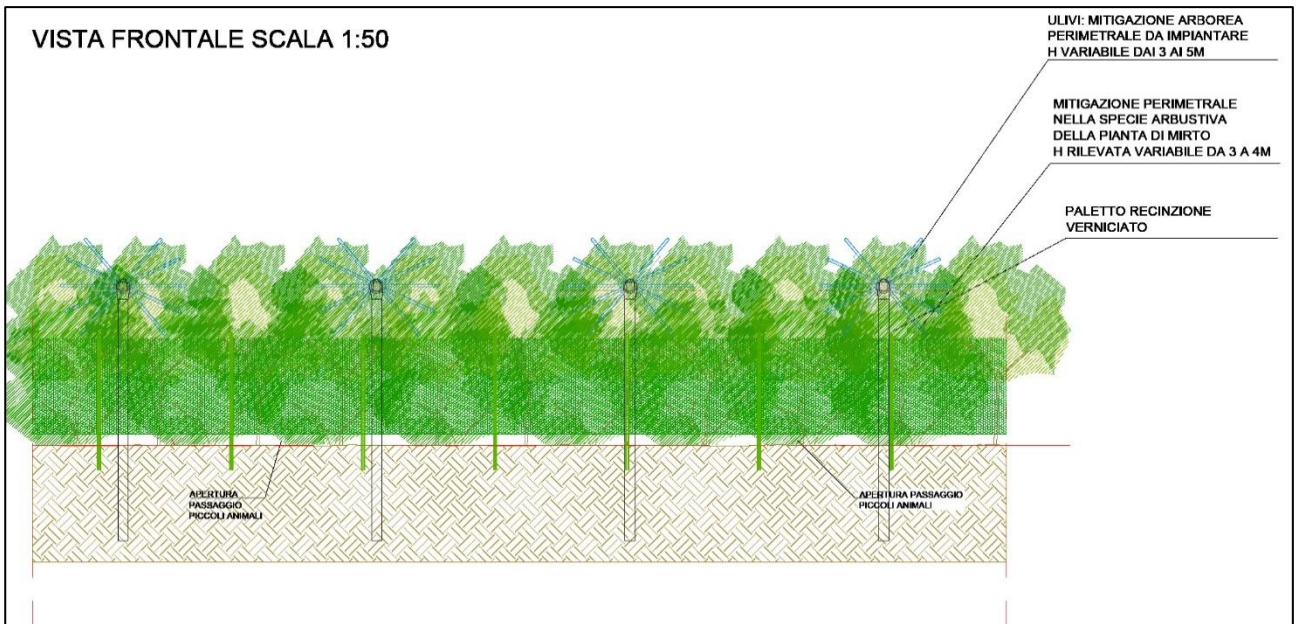 VISTA FRONTALE SCALA 1:50
ULIVI: MITIGAZIONE ARBOREA
PERIMETRALE DA IMPIANTARE
H VARIABILE DAI 3 AI 5M
MITIGAZIONE PERIMETRALE
NELLA SPECIE ARBUSTIVA
DELLA PIANTA DI MIRTO
H RILEVATA VARIABILE DA 3 A 4M
PALETTO RECINZIONE
VERNICIATO
APERTURA
PASSAGGIO
PICCOLI ANIMALI
APERTURA PASSAGGIO
PICCOLI ANIMALI